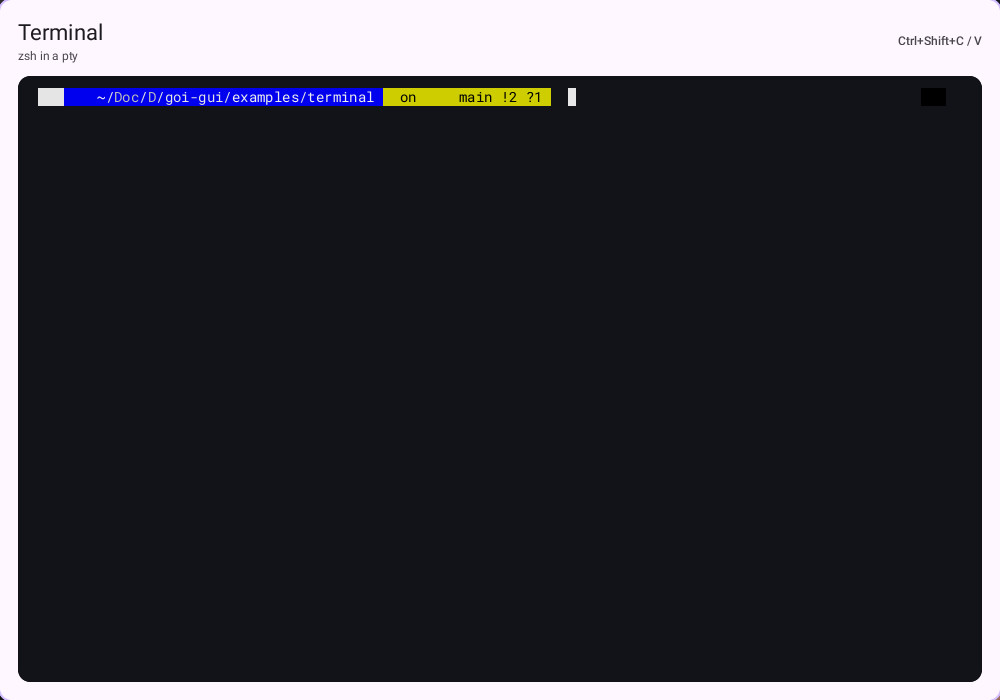 Terminal
zsh in a pty
Ctrl+Shift+C / V
~/Doc/D/goi-gui/examples/terminal on main !2 ?1